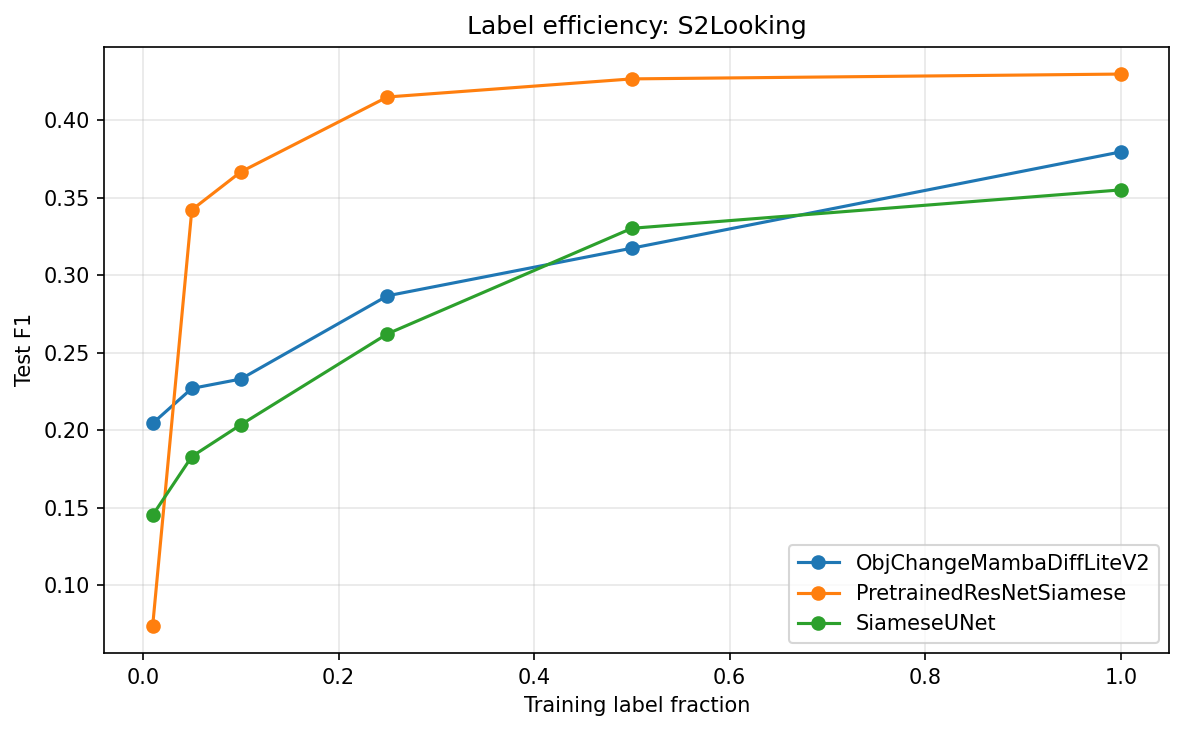 Label efficiency: S2Looking
0.40
0.35
0.30
0.25
0.20
0.15
0.10
Test F1
ObjChangeMambaDiffLiteV2
PretrainedResNetSiamese
SiameseUNet
0.0 0.2 0.4 0.6 0.8 1.0
Training label fraction